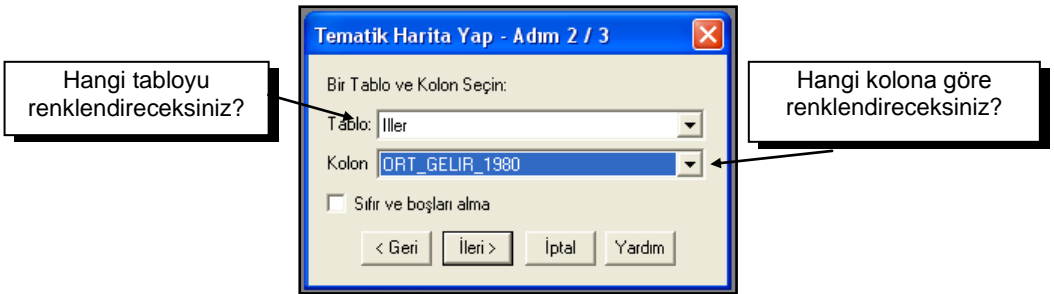 Tematik Harita Yap - Adım 2 / 3
Hangi tabloyu
renklendireceksiniz?
Bir Tablo ve Kolon Seçin:
Tablo: Iller
Kolon ORT_GELIR_1980
Sıfır ve boşları alma
< Geri İleri > İptal Yardım
Hangi kolona göre
renklendireceksiniz?